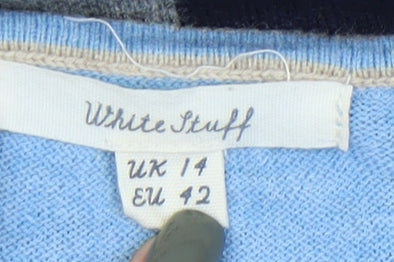 White Stuff
UK 14
EU 42